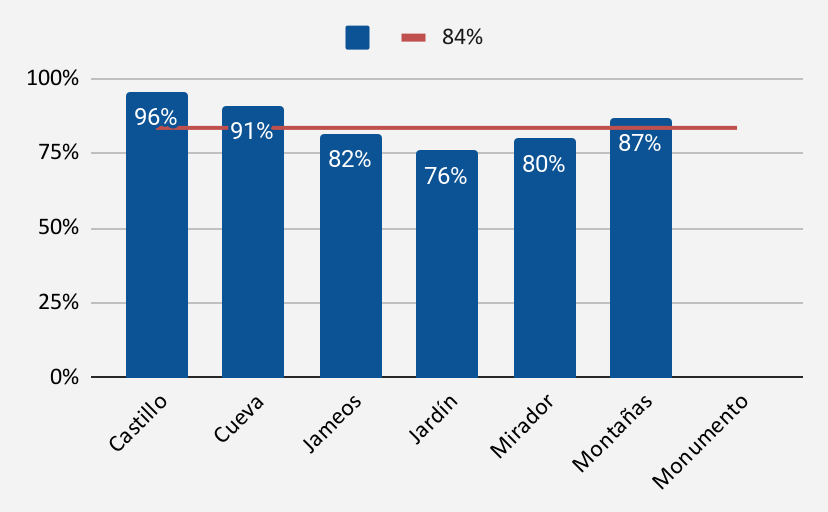 84%
100%
75%
50%
25%
0%
96%
91%
82%
76%
80%
87%
Castillo
Cueva
Jameos
Jardín
Mirador
Montañas
Monumento